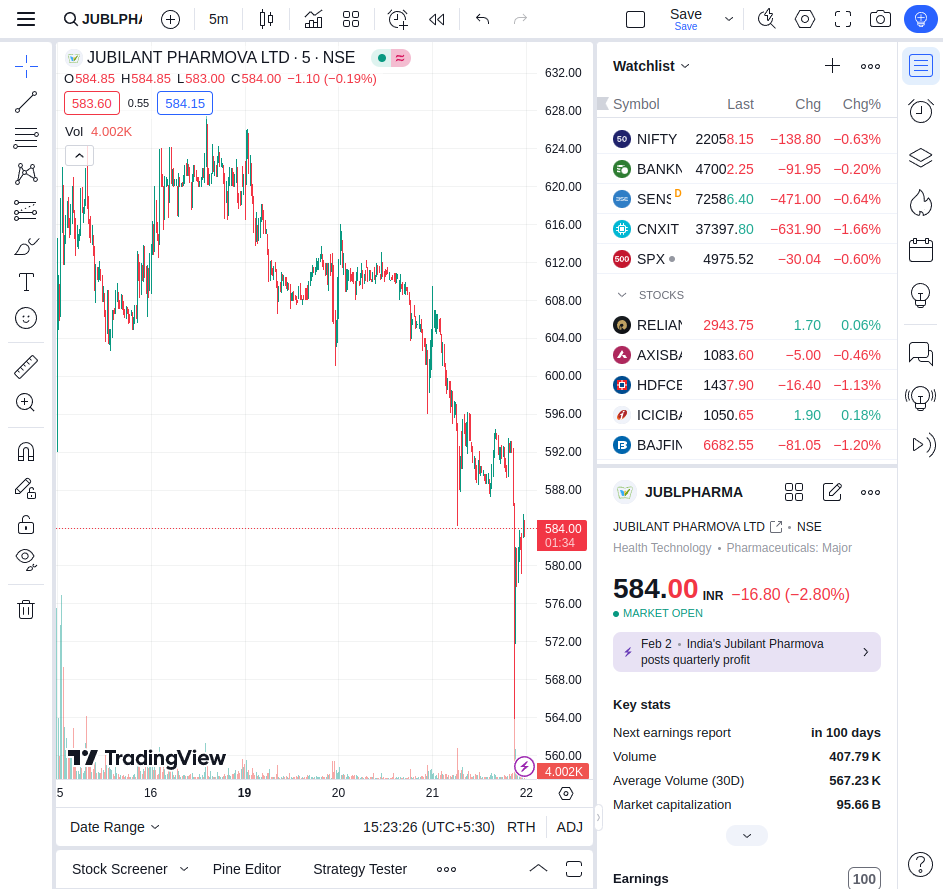 JUBLPHA
5m
Save
Save
JUBILANT PHARMOVA LTD · 5 · NSE
O584.85 H584.85 L583.00 C584.00 −1.10 (−0.19%)
583.60 0.55 584.15
Vol 4.002K
632.00
628.00
624.00
620.00
616.00
612.00
608.00
604.00
600.00
596.00
592.00
588.00
584.00
01:34
580.00
576.00
572.00
568.00
564.00
560.00
4.002K
TradingView
5 16 19 20 21 22
Date Range 15:23:26 (UTC+5:30) RTH ADJ
Stock Screener Pine Editor Strategy Tester
Watchlist
Symbol Last Chg Chg%
50 NIFTY 22058.15 −138.80 −0.63%
BANKN 47002.25 −91.95 −0.20%
SENS D 72586.40 −471.00 −0.64%
CNXIT 37397.80 −631.90 −1.66%
500 SPX 4975.52 −30.04 −0.60%
STOCKS
RELIAN 2943.75 1.70 0.06%
AXISBA 1083.60 −5.00 −0.46%
HDFCB 1437.90 −16.40 −1.13%
ICICIBA 1050.65 1.90 0.18%
BAJFIN 6682.55 −81.05 −1.20%
JUBLPHARMA
JUBILANT PHARMOVA LTD • NSE
Health Technology • Pharmaceuticals: Major
584.00 INR −16.80 (−2.80%)
MARKET OPEN
Feb 2 • India's Jubilant Pharmova
posts quarterly profit
Key stats
Next earnings report in 100 days
Volume 407.79 K
Average Volume (30D) 567.23 K
Market capitalization 95.66 B
Earnings 100